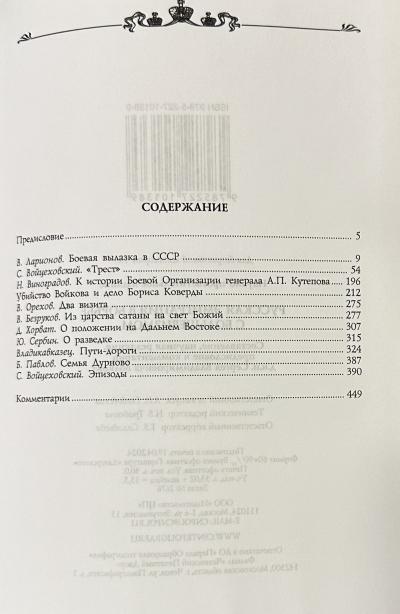 СОДЕРЖАНИЕ
Предисловие 5
В. Ларионов. Боевая вылазка в СССР 9
С. Войцеховский. «Трест» 54
Н. Виноградов. К истории Боевой Организации генерала А.П. Кутепова 196
Убийство Войкова и дело Бориса Коверды 212
В. Орехов. Два визита 275
В. Безруков. Из царства сатаны на свет Божий 277
Д. Хорват. О положении на Дальнем Востоке 307
Ю. Сербин. О разведке 315
Владикавказец. Пути-дороги 324
Б. Павлов. Семья Дурново 387
С. Войцеховский. Эпизоды 390
Комментарии 449